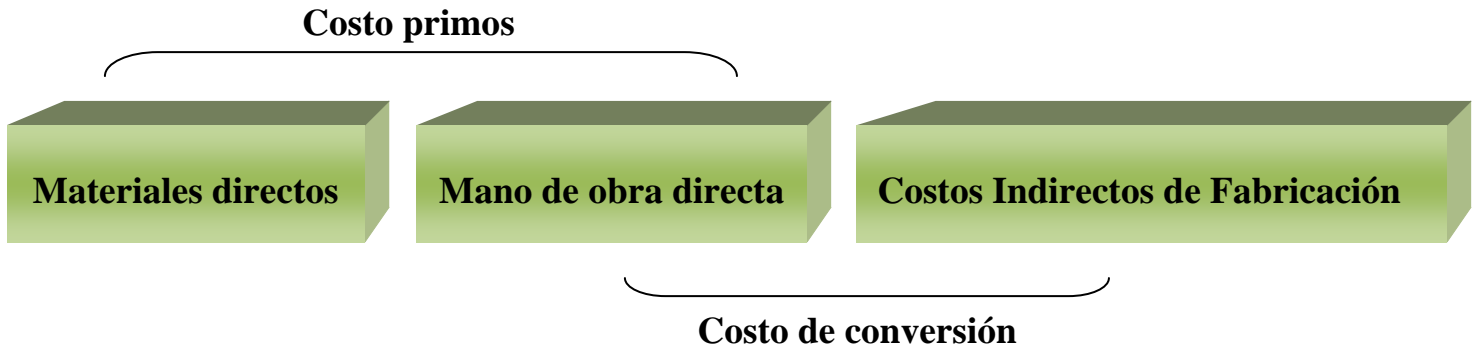 Costo primos
Materiales directos
Mano de obra directa
Costos Indirectos de Fabricación
Costo de conversión